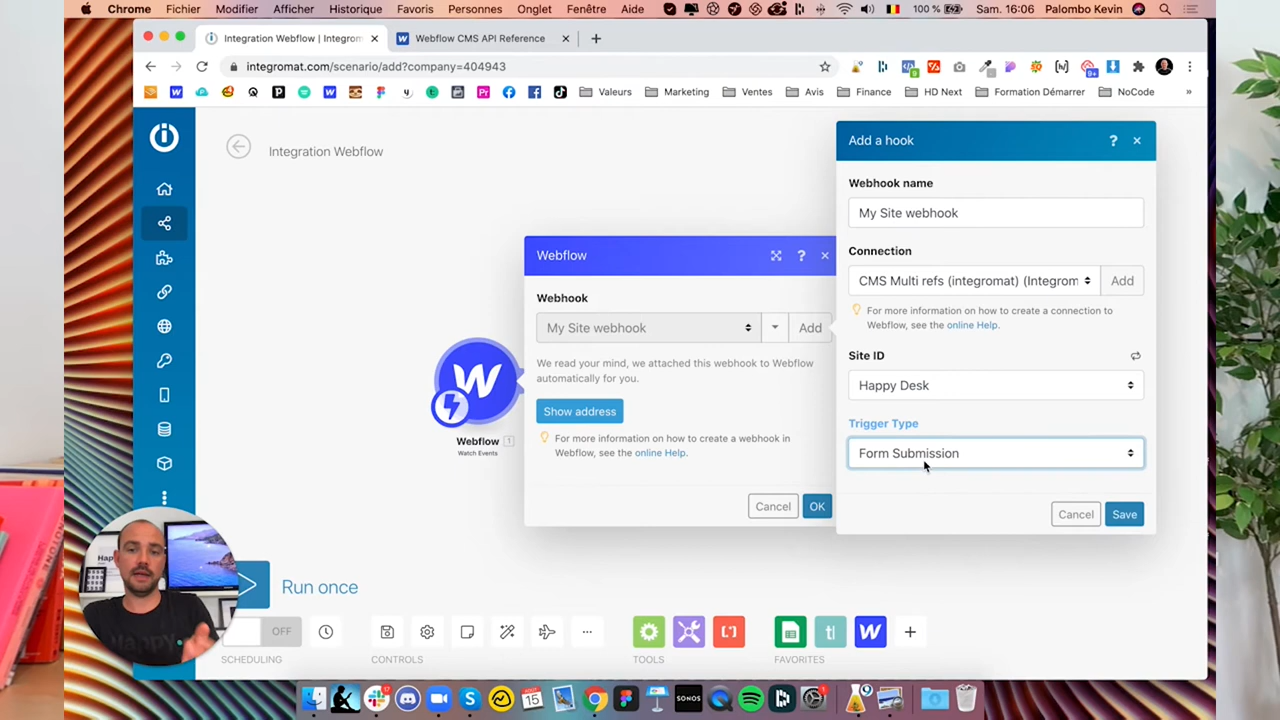 Chrome Fichier Modifier Afficher Historique Favoris Personnes Onglet Fenêtre Aide 100 % Sam. 16:06 Palombo Kevin
Integration Webflow | Integrom
Webflow CMS API Reference
integromat.com/scenario/add?company=404943
Valeurs Marketing Ventes Avis Finance HD Next Formation Démarrer NoCode
Integration Webflow
Add a hook
Webhook name
My Site webhook
Connection
CMS Multi refs (integromat) (Integrom
Add
For more information on how to create a connection to
Webflow, see the online Help.
Site ID
Happy Desk
Trigger Type
Form Submission
Cancel Save
Webflow
Webhook
My Site webhook
Add
We read your mind, we attached this webhook to Webflow
automatically for you.
Show address
For more information on how to create a webhook in
Webflow, see the online Help.
Cancel OK
Webflow 1
Watch Events
Run once
OFF
SCHEDULING CONTROLS TOOLS FAVORITES